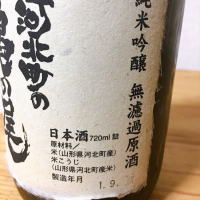 純米吟醸 無濾過原酒
河北町の
日本酒 720ml詰
原材料／
米(山形県河北町産)
米こうじ
(山形県河北町産米)
製造年月
1.9.